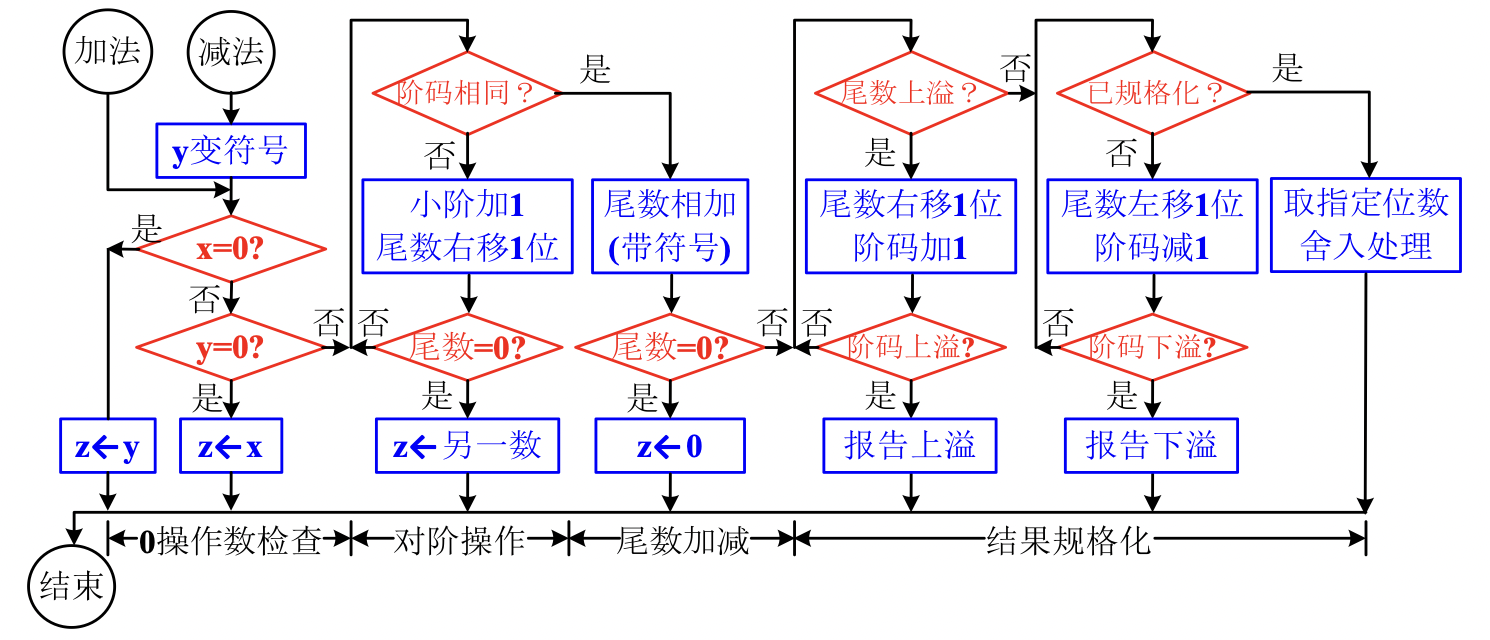 加法
减法
y变符号
x=0?
是
否
y=0?
否
是
z←y
z←x
阶码相同？
是
否
小阶加1
尾数右移1位
尾数相加
(带符号)
否
尾数=0?
是
z←另一数
尾数=0?
否
是
z←0
尾数上溢？
否
是
尾数右移1位
阶码加1
否
阶码上溢?
是
报告上溢
已规格化？
是
否
尾数左移1位
阶码减1
取指定位数
舍入处理
否
阶码下溢?
是
报告下溢
0操作数检查
对阶操作
尾数加减
结果规格化
结束